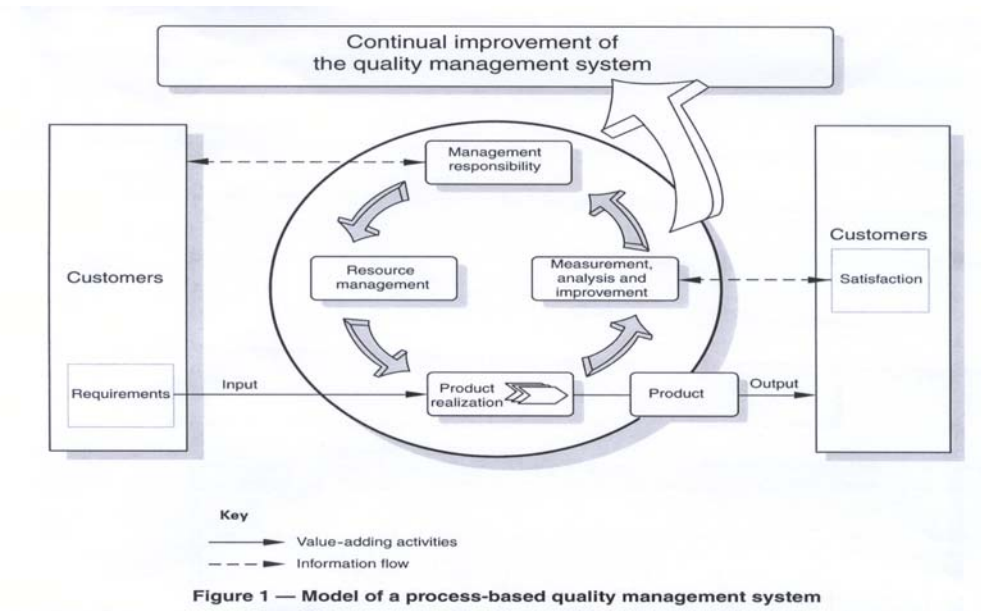 Continual improvement of
the quality management system
Management
responsibility
Customers
Customers
Resource
management
Measurement,
analysis and
improvement
Satisfaction
Requirements
Input
Product
realization
Product
Output
Key
Value-adding activities
Information flow
Figure 1 — Model of a process-based quality management system